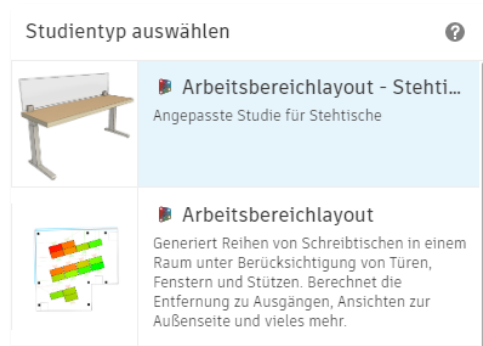 Studientyp auswählen
Arbeitsbereichlayout - Stehti...
Angepasste Studie für Stehtische
Arbeitsbereichlayout
Generiert Reihen von Schreibtischen in einem
Raum unter Berücksichtigung von Türen,
Fenstern und Stützen. Berechnet die
Entfernung zu Ausgängen, Ansichten zur
Außenseite und vieles mehr.